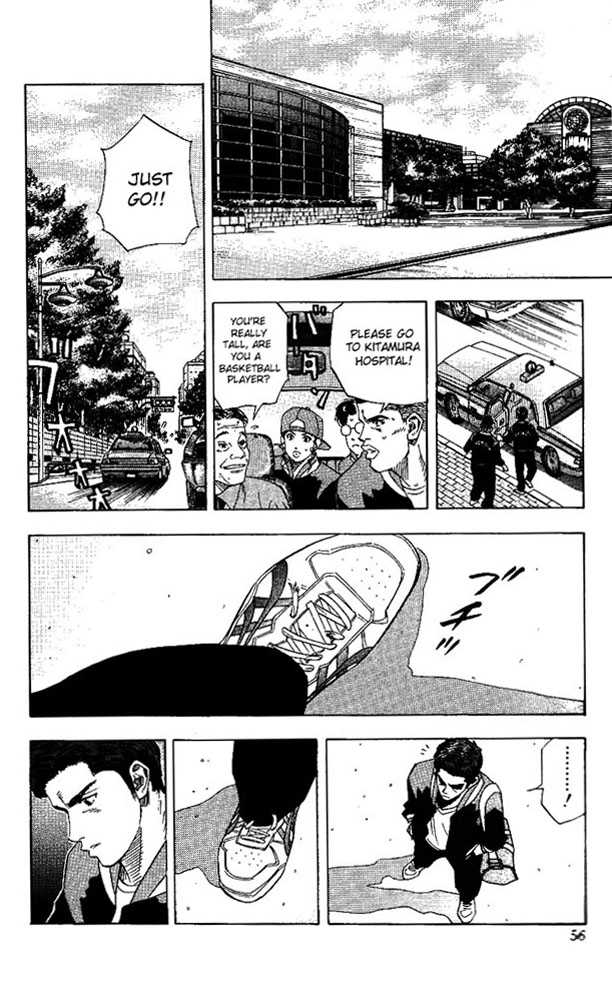 PLEASE GO
TO KITAMURA
HOSPITAL!
YOU'RE
REALLY
TALL, ARE
YOU A
BASKETBALL
PLAYER?
JUST
GO!!
ブチッ
........!
56